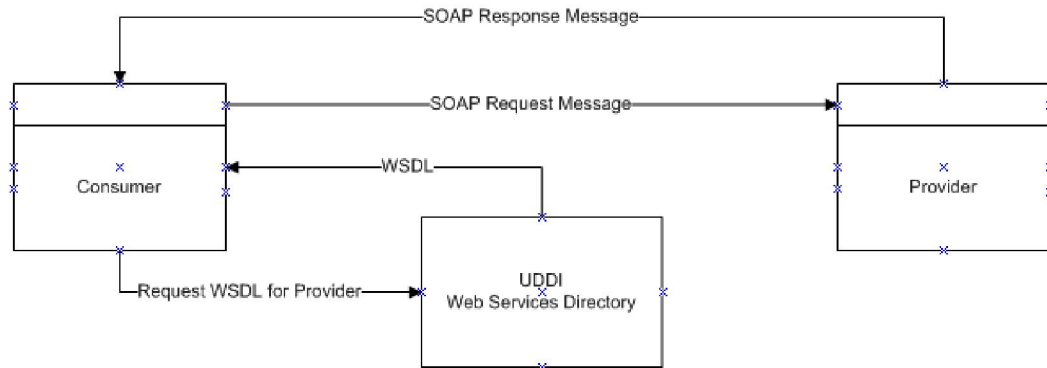 SOAP Response Message
SOAP Request Message
WSDL
Consumer
Provider
UDDI
Web Services Directory
Request WSDL for Provider